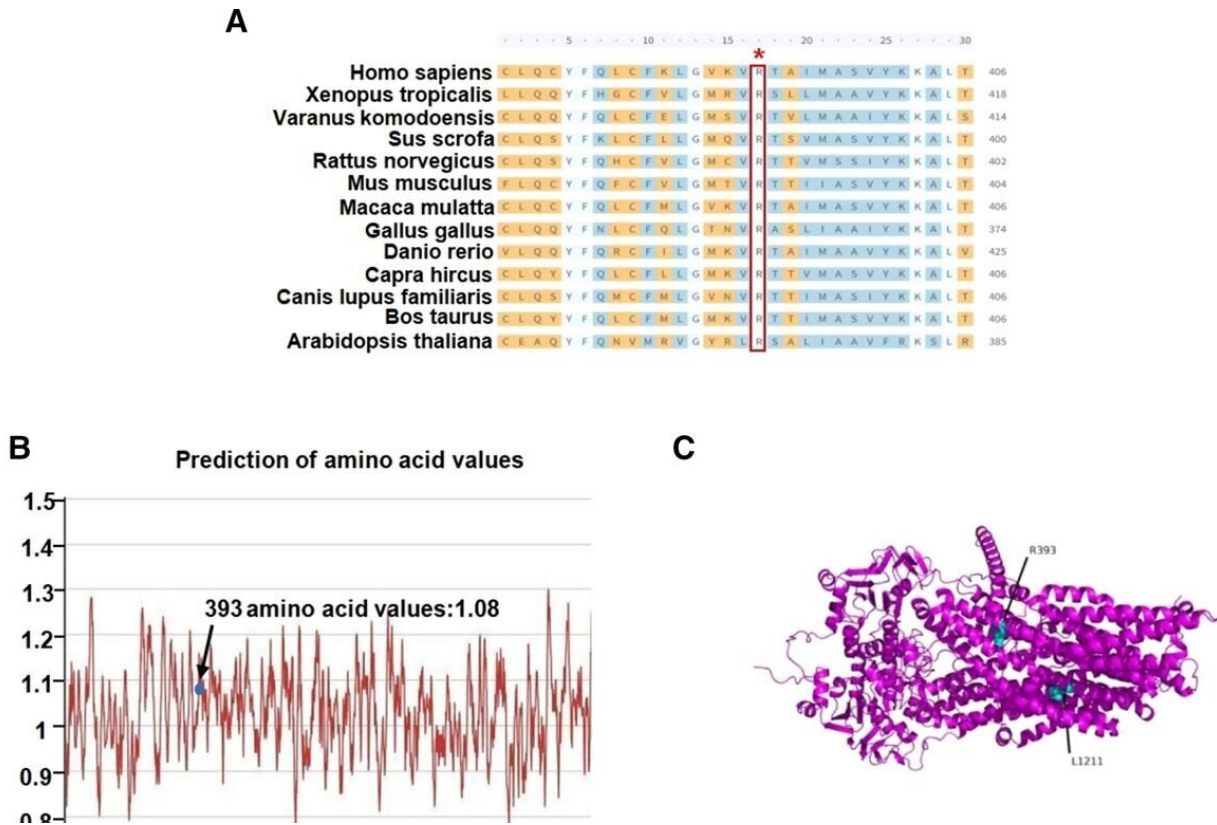 A
5 10 15 20 25 30
*
Homo sapiens C L Q C Y F Q L C F K L G V K V R T A I M A S V Y K K A L T 406
Xenopus tropicalis L L Q Q Y F H G C F V L G M R V R S L L M A A V Y K K A L T 418
Varanus komodoensis C L Q Q Y F Q L C F E L G M S V R T V L M A A I Y K K A L S 414
Sus scrofa C L Q S Y F K L C F L L G M Q V R T S V M A S V Y K K A L T 400
Rattus norvegicus C L Q S Y F Q H C F V L G M C V R T T V M S S I Y K K A L T 402
Mus musculus F L Q C Y F Q F C F V L G M T V R T T I I A S V Y K K A L T 404
Macaca mulatta C L Q C Y F Q L C F M L G V K V R T A I M A S V Y K K A L T 406
Gallus gallus C L Q Q Y F N L C F Q L G T N V R A S L I A A I Y K K A L T 374
Danio rerio V L Q Q Y F Q R C F I L G M K V R T A I M A A V Y K K A L V 425
Capra hircus C L Q Y Y F Q L C F L L G M K V R T T V M A S V Y K K A L T 406
Canis lupus familiaris C L Q S Y F Q M C F M L G V N V R T T I M A S I Y K K A L T 406
Bos taurus C L Q Y Y F Q L C F M L G M K V R T T I M A S V Y K K A L T 406
Arabidopsis thaliana C E A Q Y F Q N V M R V G Y R L R S A L I A A V F R K S L R 385
B
Prediction of amino acid values
1.5
1.4
1.3
393 amino acid values:1.08
1.2
1.1
1
0.9
0.8
C
R393
L1211